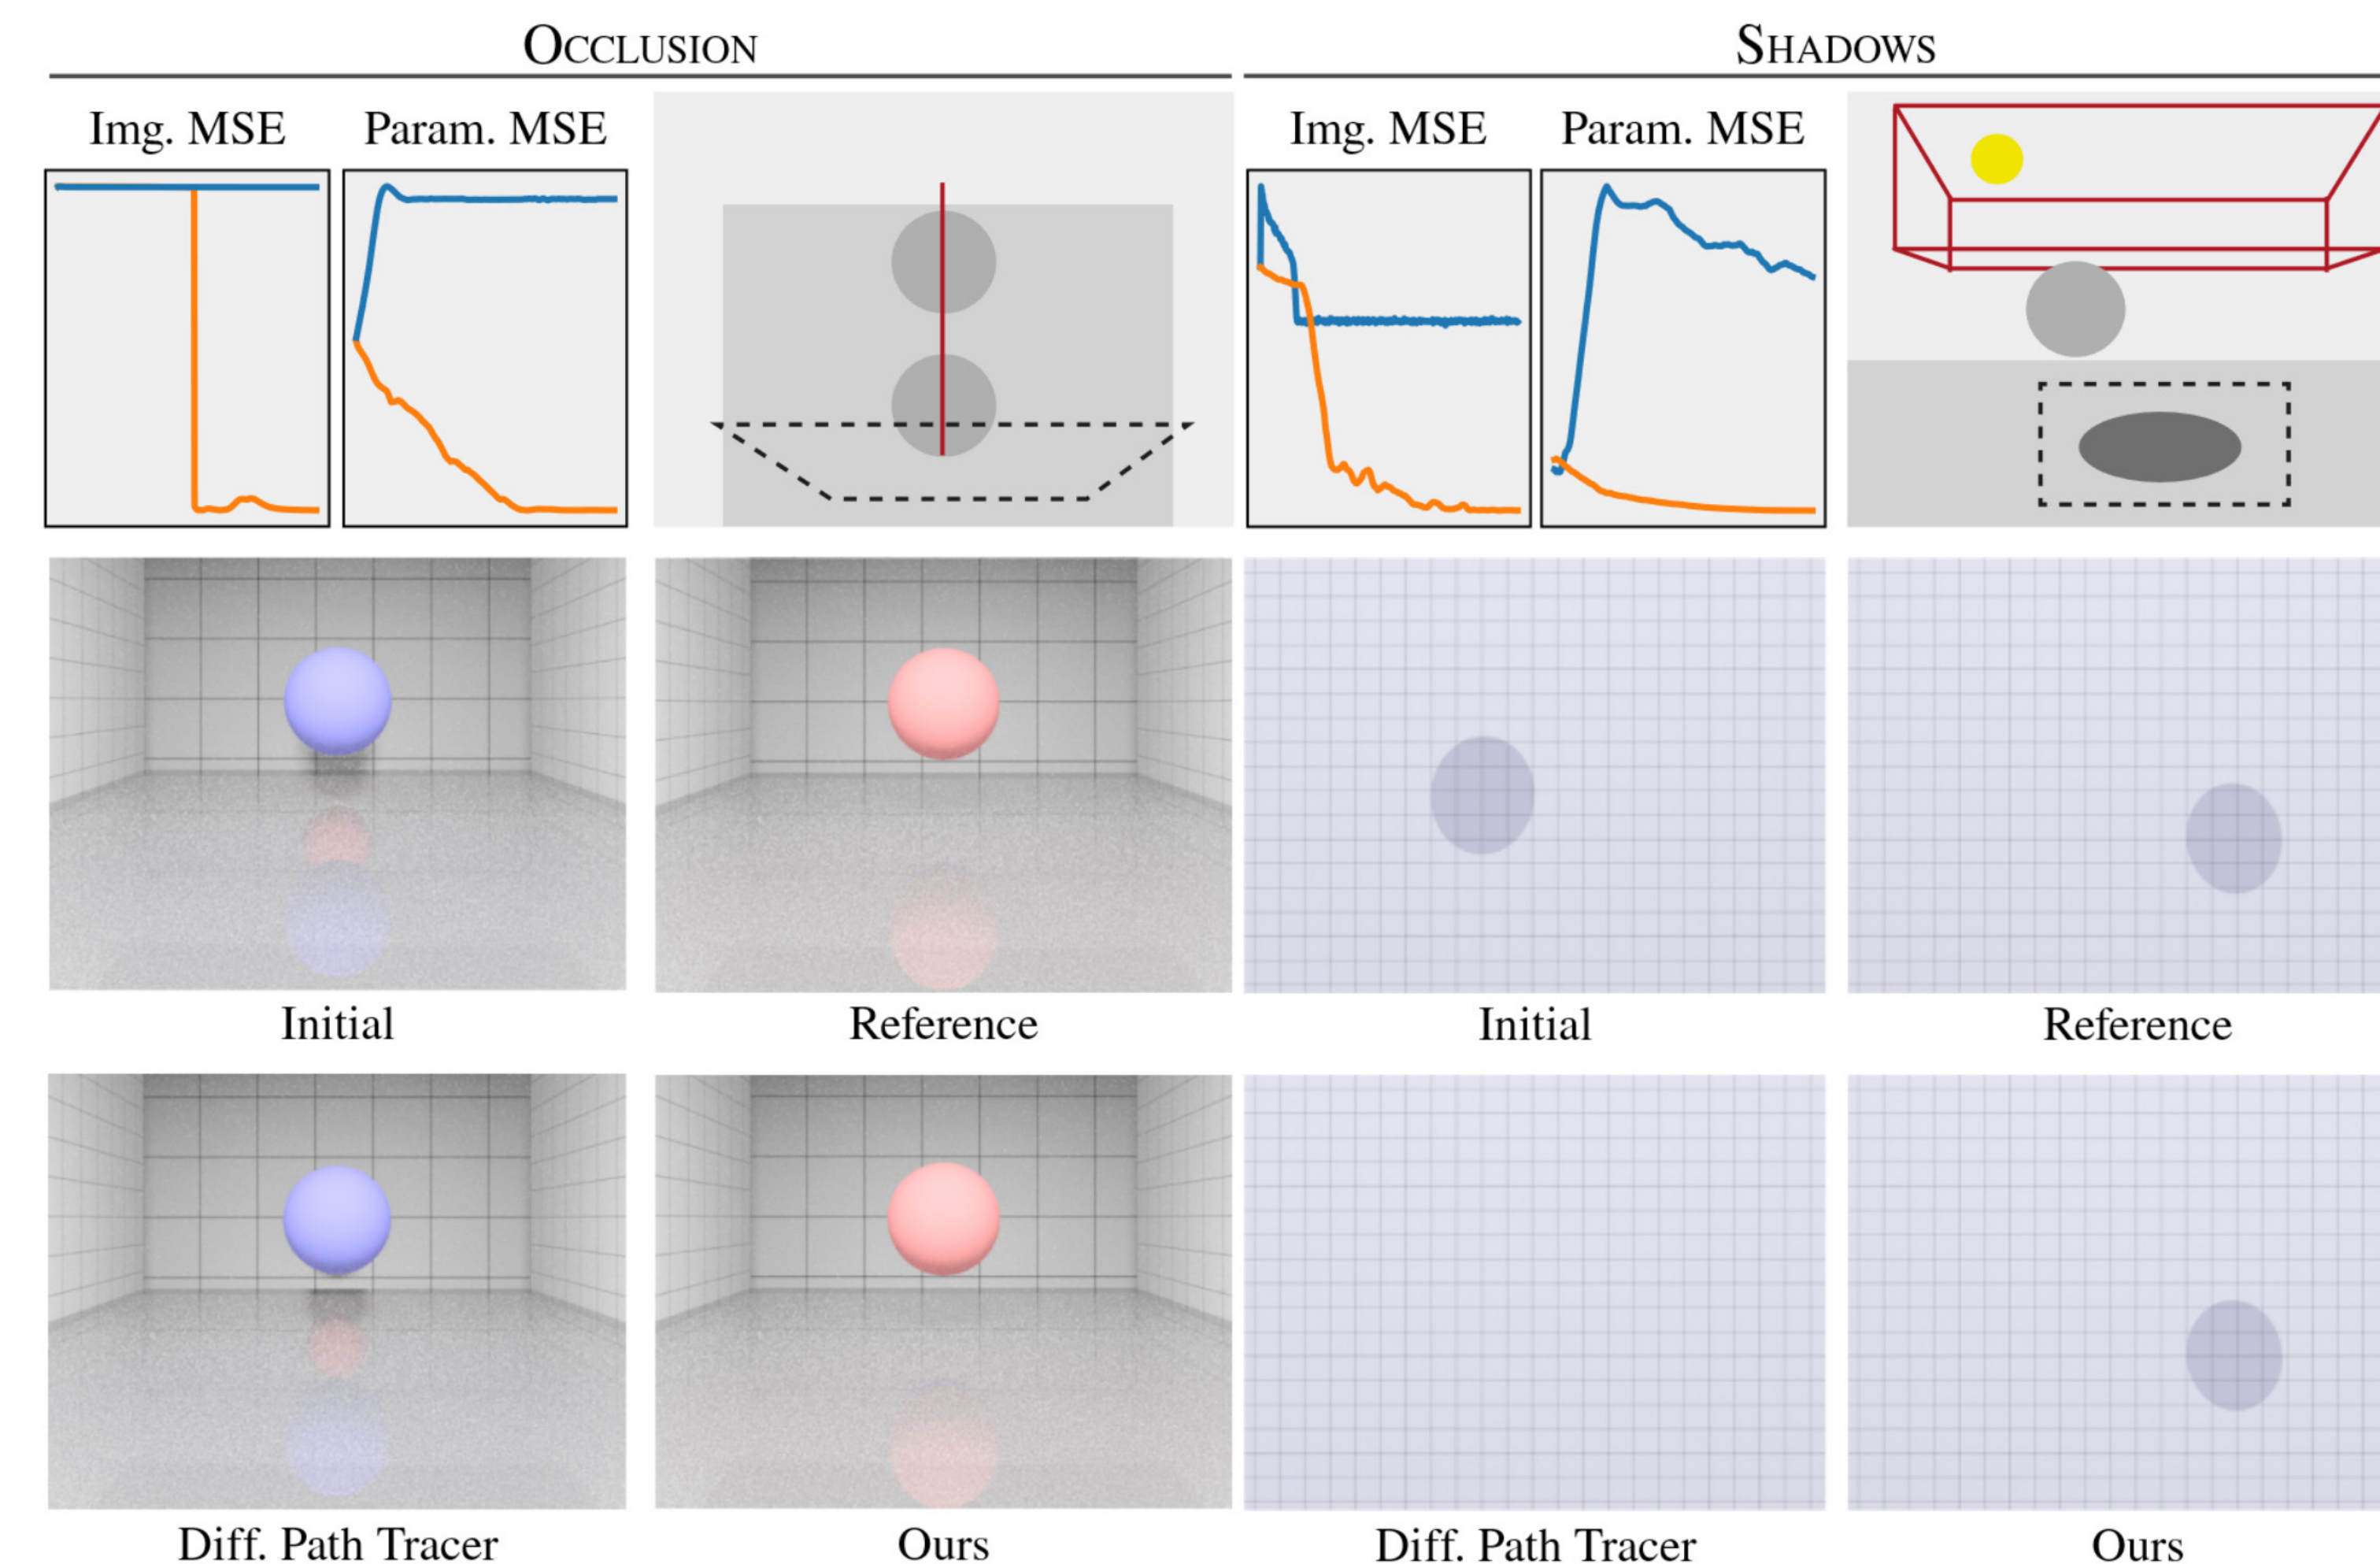 OCCLUSION
SHADOWS
Img. MSE
Param. MSE
Img. MSE
Param. MSE
Initial
Reference
Initial
Reference
Diff. Path Tracer
Ours
Diff. Path Tracer
Ours